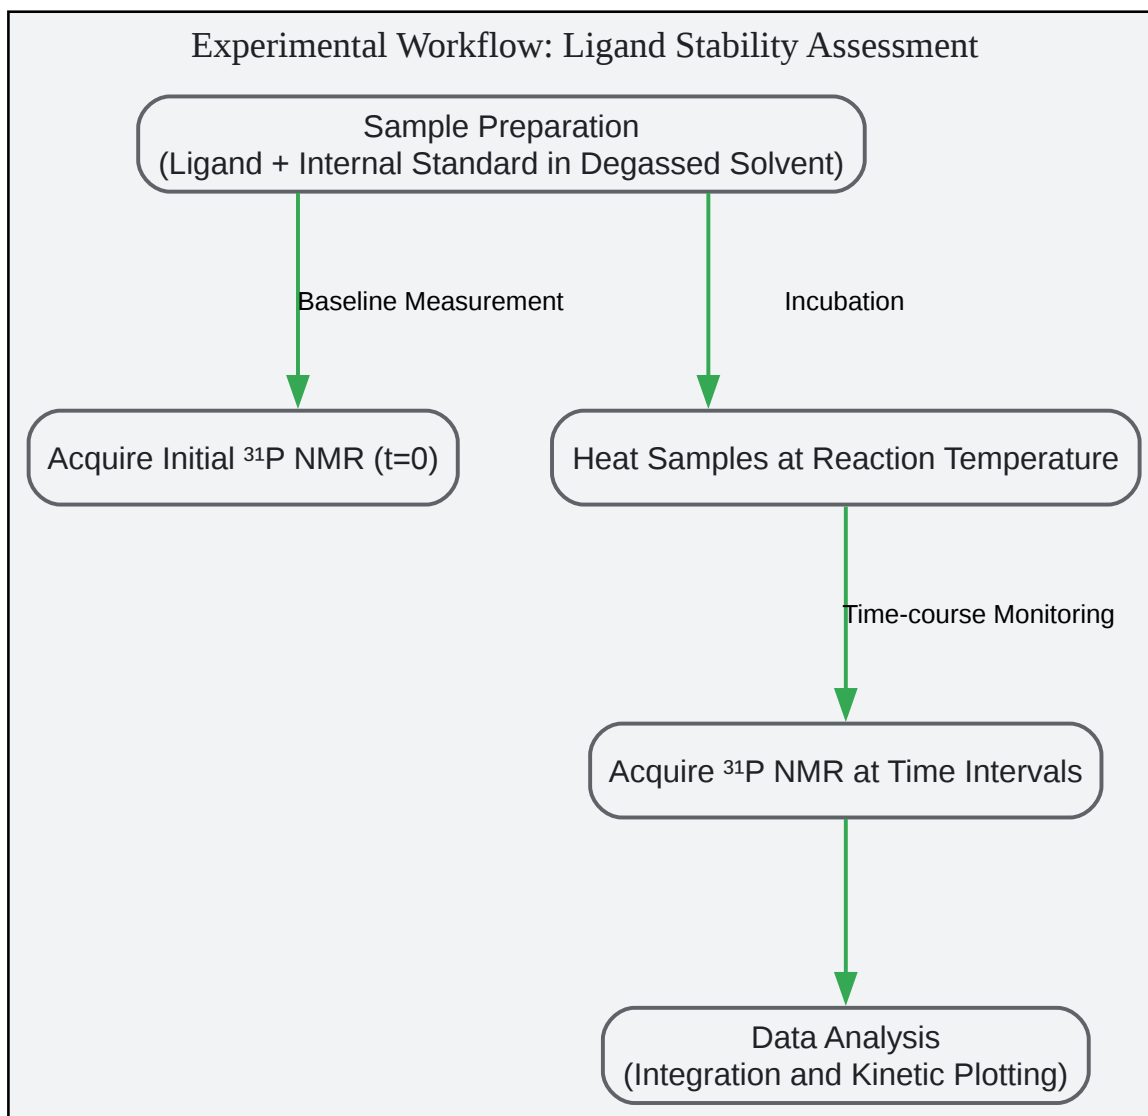 Experimental Workflow: Ligand Stability Assessment
Sample Preparation
(Ligand + Internal Standard in Degassed Solvent)
Baseline Measurement
Incubation
Acquire Initial ³¹P NMR (t=0)
Heat Samples at Reaction Temperature
Time-course Monitoring
Acquire ³¹P NMR at Time Intervals
Data Analysis
(Integration and Kinetic Plotting)